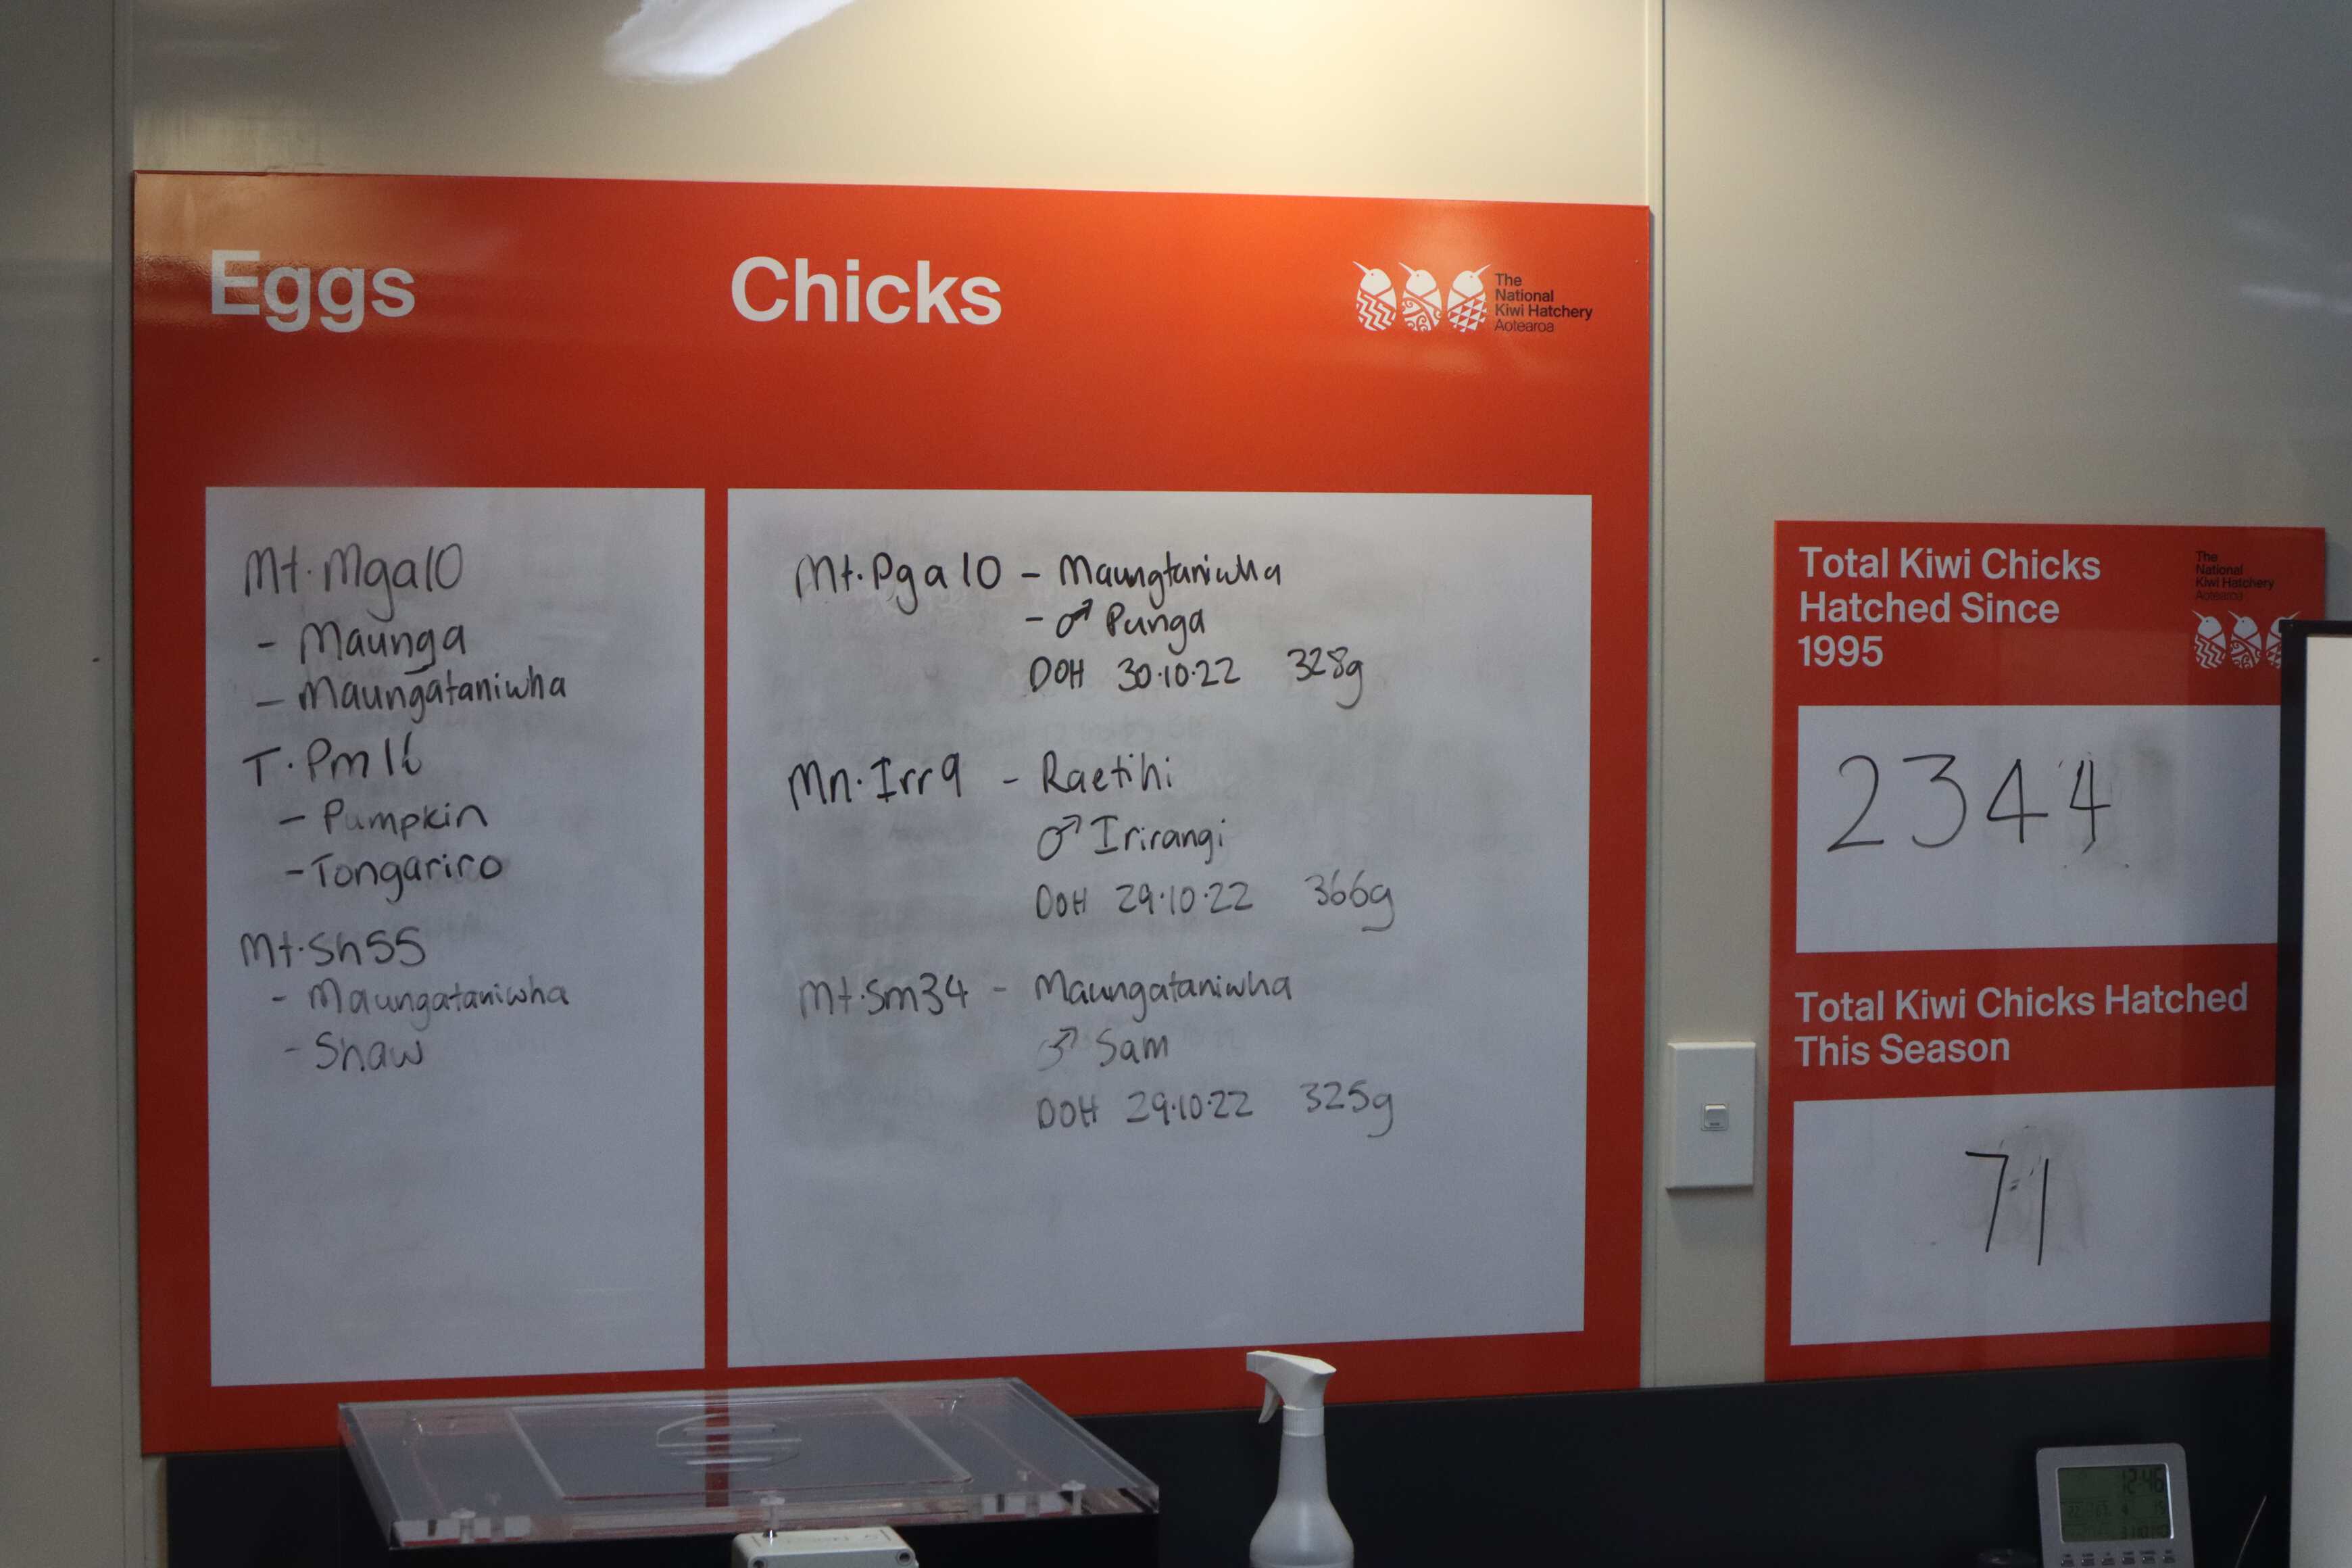 Eggs
Chicks
The
National
Kiwi Hatchery
Aotearoa
Mt.Mga10
- Maunga
- Maungataniwha
T.Pm16
- Pumpkin
- Tongariro
Mt.Sh55
- Maungataniwha
- Shaw
Mt.Pga10 - Maungtaniwha
- ♂ Punga
DOH 30.10.22 328g
Mn.Irr9 - Raetihi
♂ Irirangi
DOH 29.10.22 366g
Mt.Sm34 - Maungataniwha
♂ Sam
DOH 29.10.22 325g
Total Kiwi Chicks
Hatched Since
1995
The
National
Kiwi Hatchery
Aotearoa
2344
Total Kiwi Chicks Hatched
This Season
71
12:46